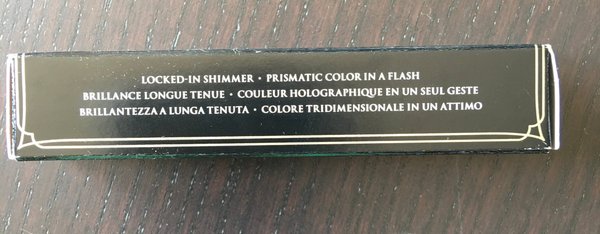 LOCKED-IN SHIMMER · PRISMATIC COLOR IN A FLASH
BRILLANCE LONGUE TENUE · COULEUR HOLOGRAPHIQUE EN UN SEUL GESTE
BRILLANTEZZA A LUNGA TENUTA · COLORE TRIDIMENSIONALE IN UN ATTIMO